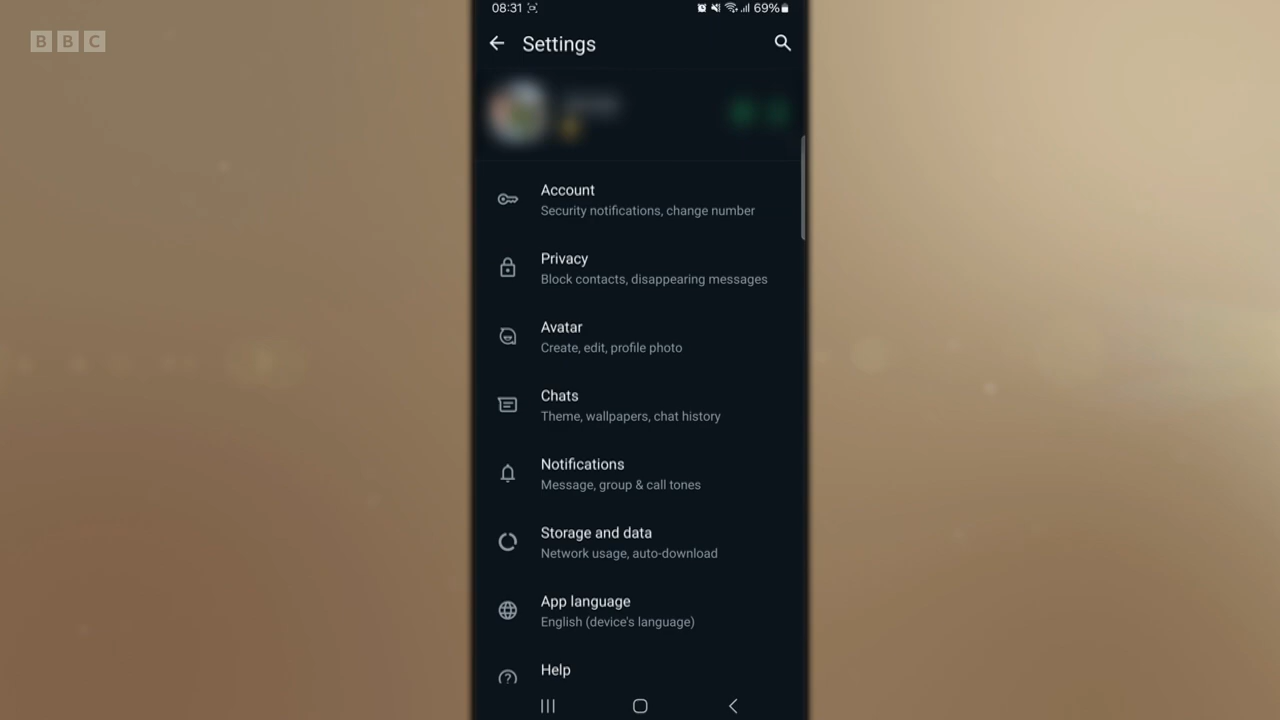 BBC
08:31 69%
Settings
Account
Security notifications, change number
Privacy
Block contacts, disappearing messages
Avatar
Create, edit, profile photo
Chats
Theme, wallpapers, chat history
Notifications
Message, group & call tones
Storage and data
Network usage, auto-download
App language
English (device's language)
Help